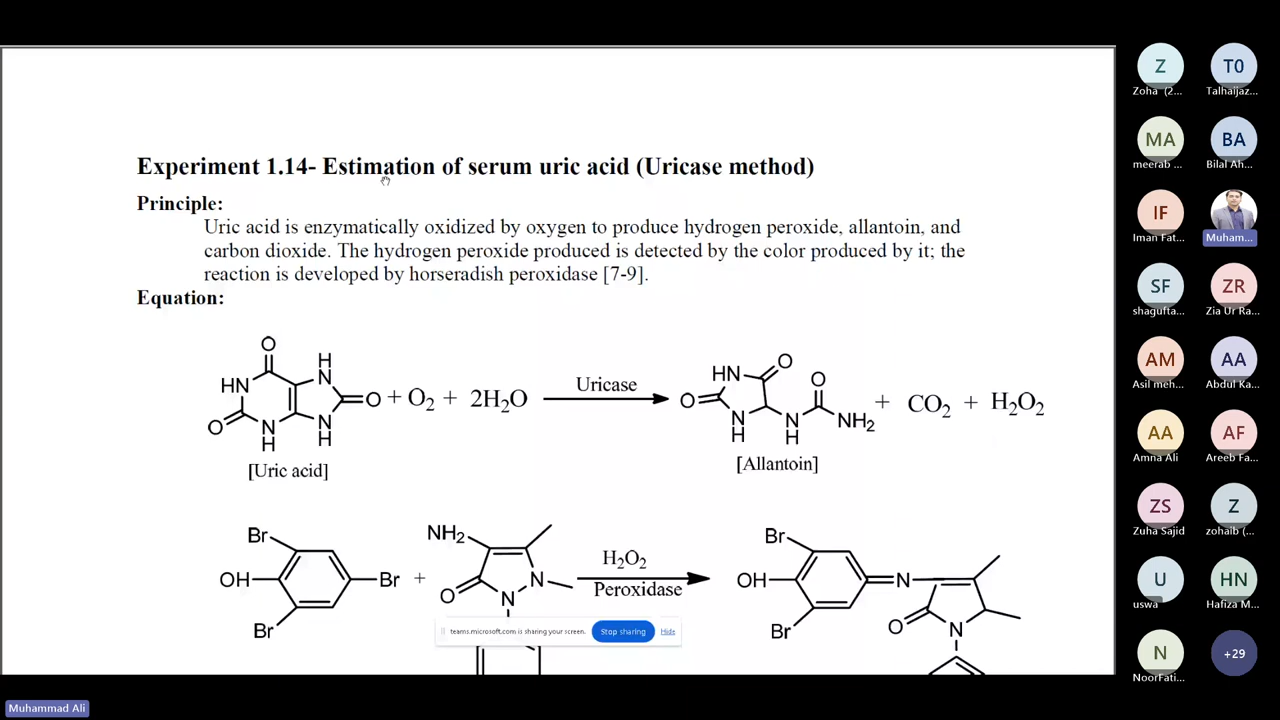 Experiment 1.14- Estimation of serum uric acid (Uricase method)
Principle:
Uric acid is enzymatically oxidized by oxygen to produce hydrogen peroxide, allantoin, and
carbon dioxide. The hydrogen peroxide produced is detected by the color produced by it; the
reaction is developed by horseradish peroxidase [7-9].
Equation:
O
H
HN
N
O + O₂ + 2H₂O
Uricase
O
N
H
N
H
[Uric acid]
HN
O
O
O
N
H
N
H
NH₂
+ CO₂ + H₂O₂
[Allantoin]
Br
OH
Br
Br
+
NH₂
O
N
N
H₂O₂
Peroxidase
Br
OH
Br
N
O
N
teams.microsoft.com is sharing your screen.
Stop sharing
Hide
Muhammad Ali
Z
Zoha (2...
T0
Talhaijaz...
MA
meerab ...
BA
Bilal Ah...
IF
Iman Fat...
Muham...
SF
shagufta...
ZR
Zia Ur Ra...
AM
Asil meh...
AA
Abdul Ka...
AA
Amna Ali
AF
Areeb Fa...
ZS
Zuha Sajid
Z
zohaib (...
U
uswa
HN
Hafiza M...
N
NoorFati...
+29